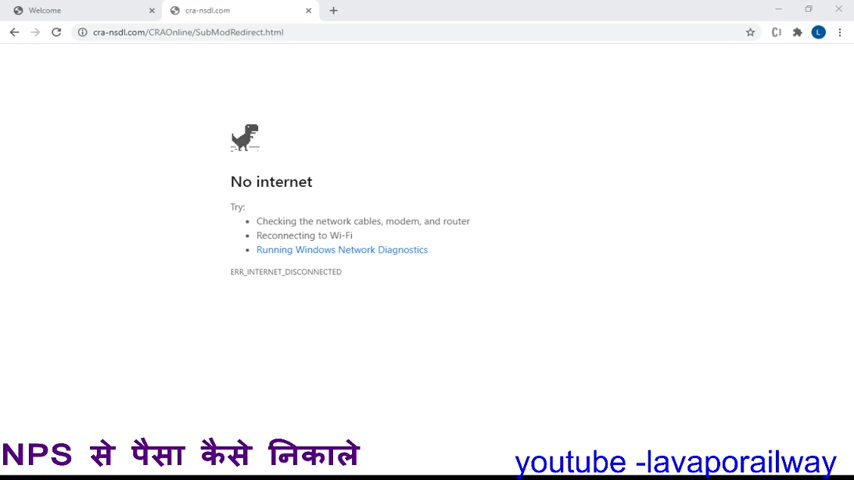 Welcome
cra-nsdl.com
cra-nsdl.com/CRAOnline/SubModRedirect.html
L
No internet
Try:
Checking the network cables, modem, and router
Reconnecting to Wi-Fi
Running Windows Network Diagnostics
ERR_INTERNET_DISCONNECTED
NPS से पैसा कैसे निकाले
youtube -lavaporailway